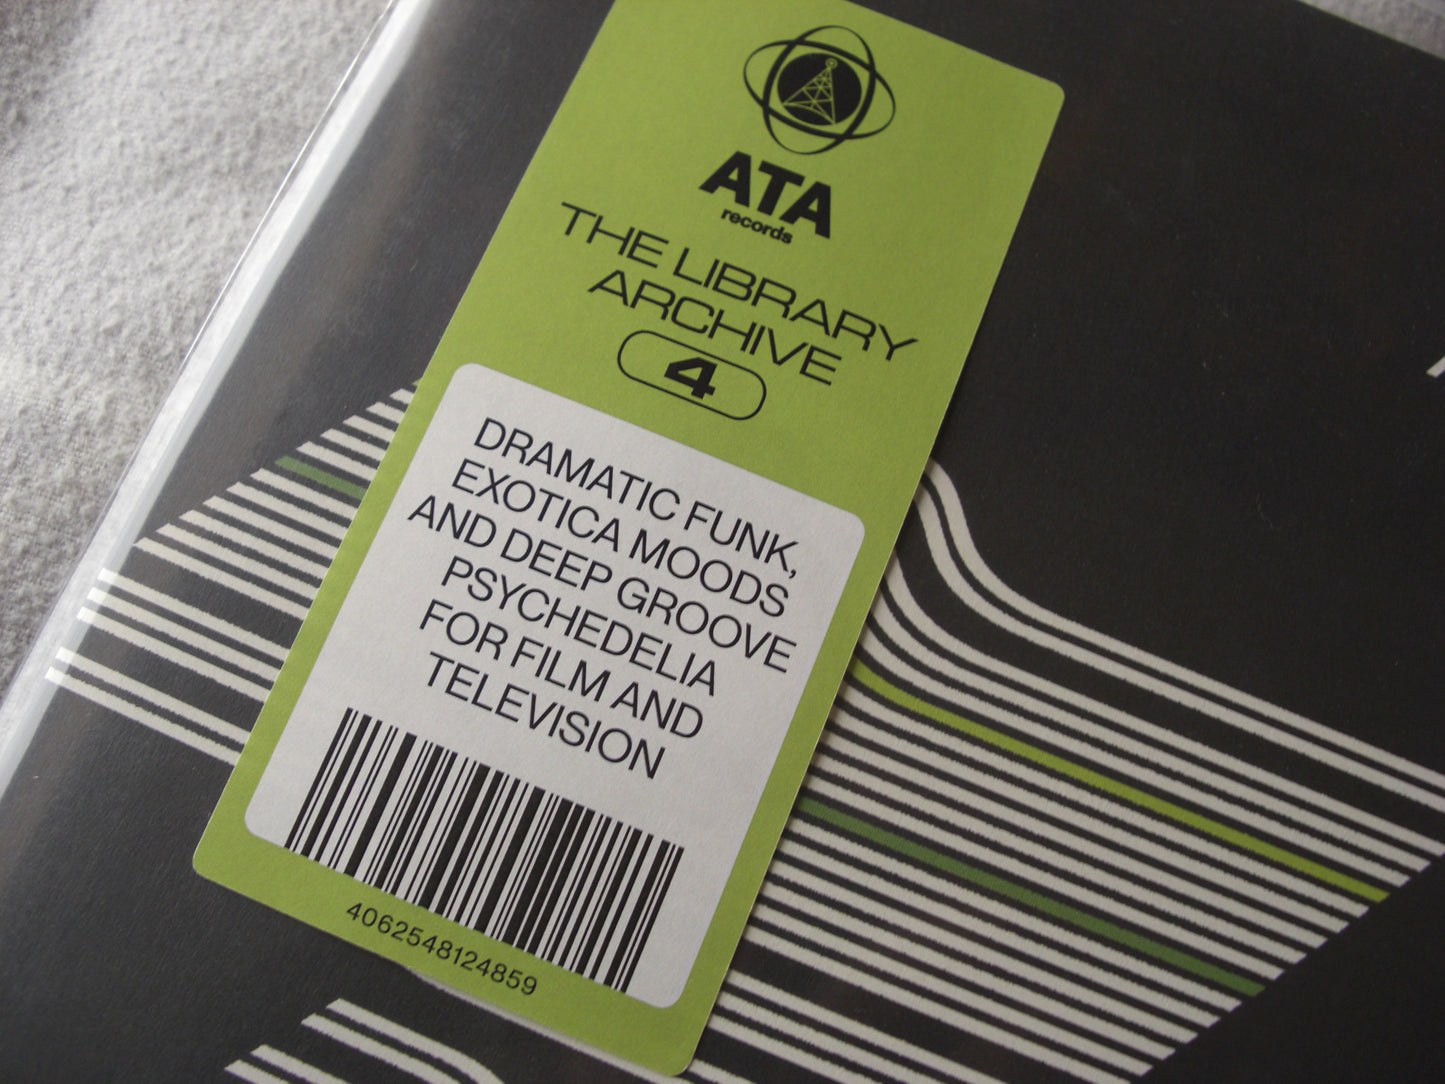 ATA
records
THE LIBRARY
ARCHIVE
4
DRAMATIC FUNK,
EXOTICA MOODS
AND DEEP GROOVE
PSYCHEDELIA
FOR FILM AND
TELEVISION
4062548124859